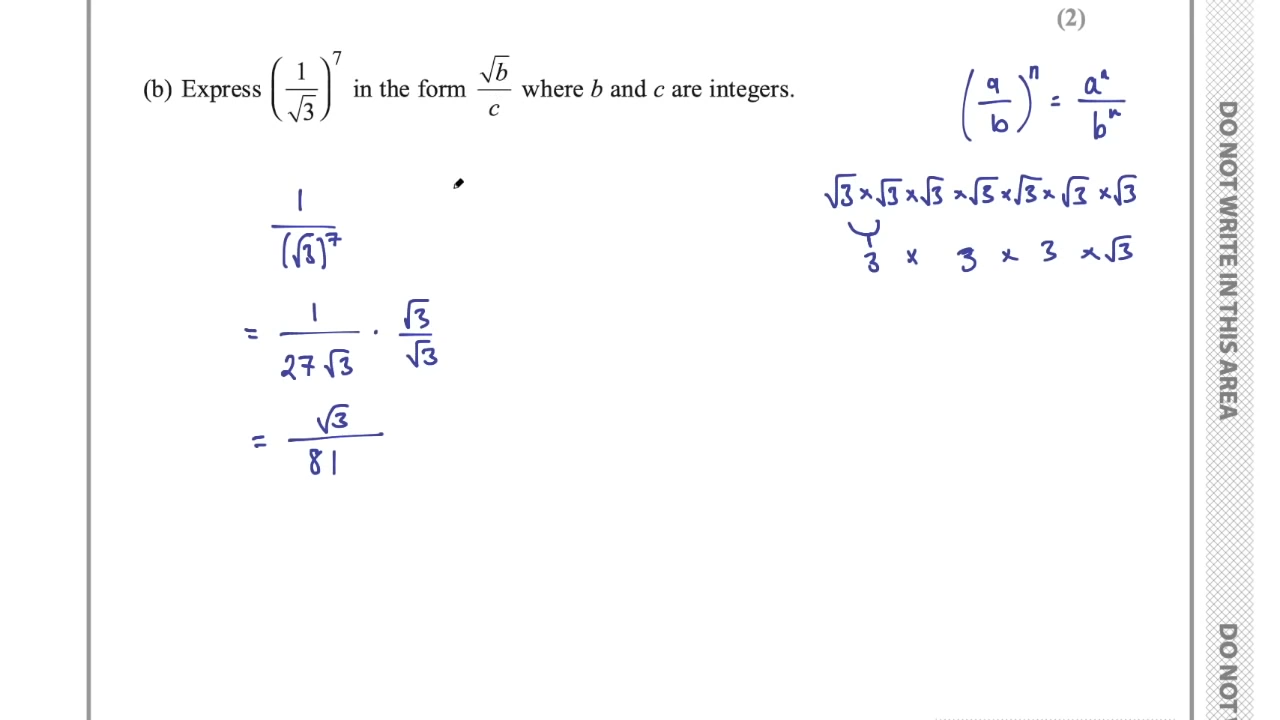 (2)
(b) Express (1/√3)^7 in the form √b/c where b and c are integers.
(a/b)^n = a^n/b^n
√3 × √3 × √3 × √3 × √3 × √3 × √3
3 × 3 × 3 × √3
1/(√3)^7
= 1/(27√3) · √3/√3
= √3/81
DO NOT WRITE IN THIS AREA
DO NOT